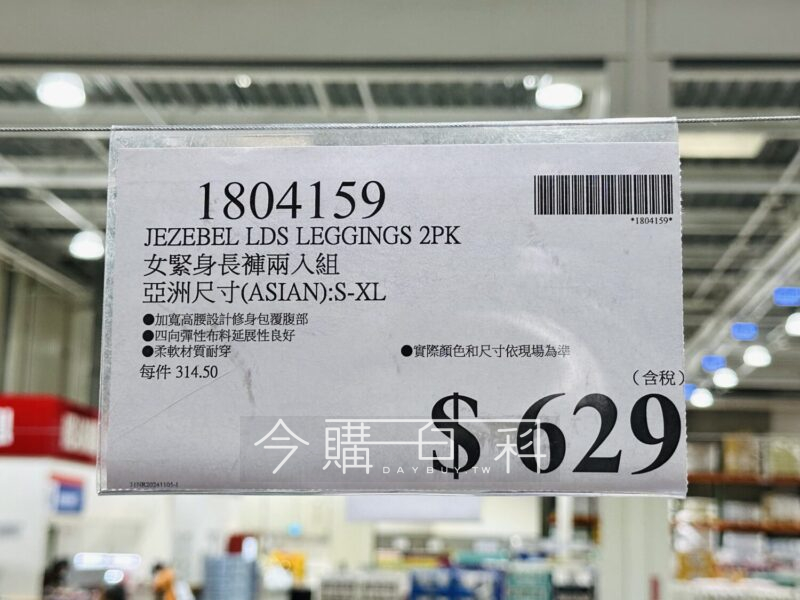 1804159
*1804159*
JEZEBEL LDS LEGGINGS 2PK
女緊身長褲兩入組
亞洲尺寸(ASIAN):S-XL
●加寬高腰設計修身包覆腹部
●四向彈性布料延展性良好
●柔軟材質耐穿
●實際顏色和尺寸依現場為準
每件 314.50
(含稅)
$ 629
今購百科
DAYBUY.TW